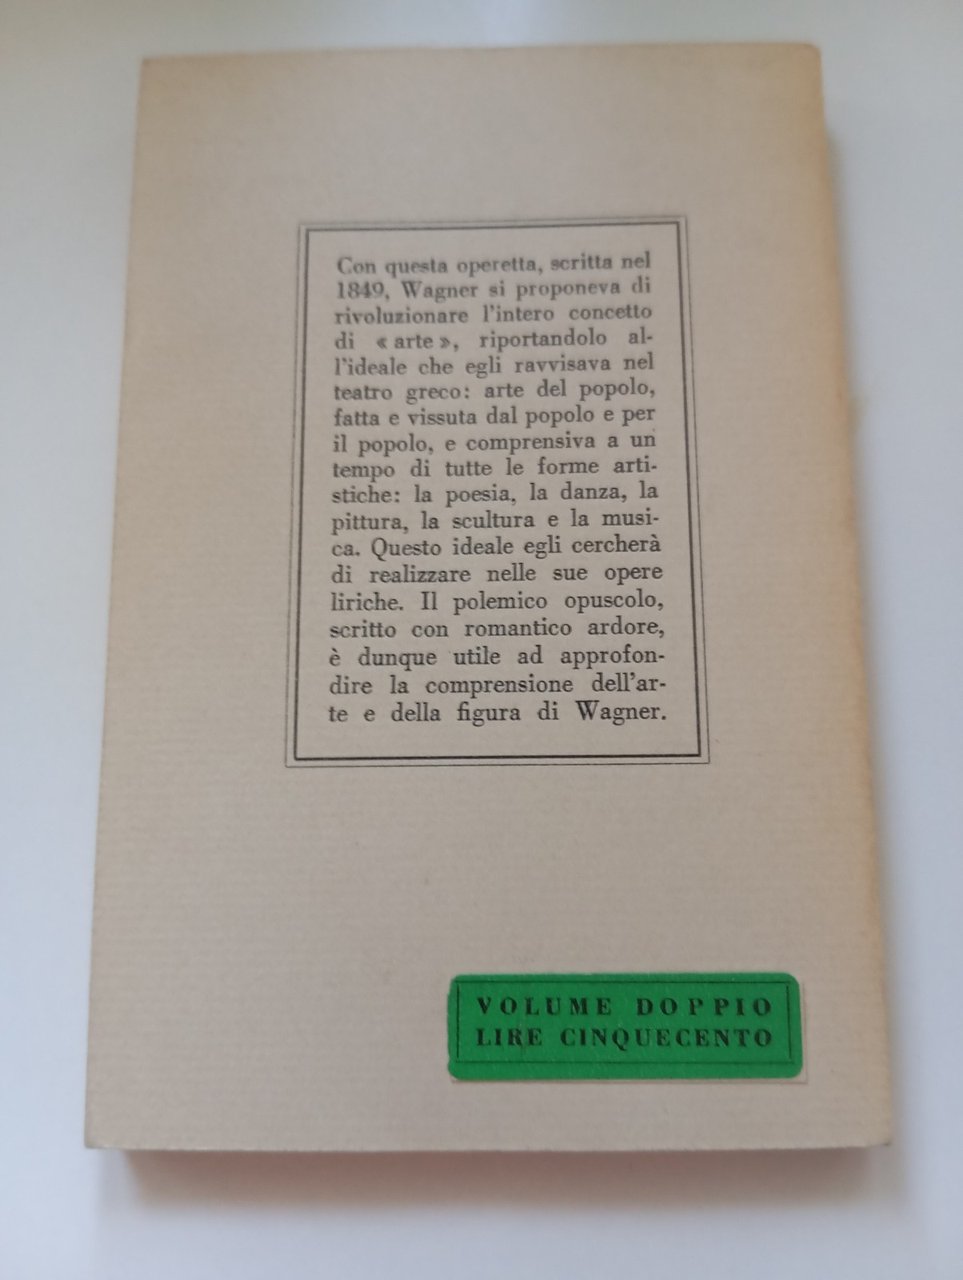 Con questa operetta, scritta nel
1849, Wagner si proponeva di
rivoluzionare l'intero concetto
di « arte », riportandolo al-
l'ideale che egli ravvisava nel
teatro greco: arte del popolo,
fatta e vissuta dal popolo e per
il popolo, e comprensiva a un
tempo di tutte le forme arti-
stiche: la poesia, la danza, la
pittura, la scultura e la musi-
ca. Questo ideale egli cercherà
di realizzare nelle sue opere
liriche. Il polemico opuscolo,
scritto con romantico ardore,
è dunque utile ad approfon-
dire la comprensione dell'ar-
te e della figura di Wagner.
VOLUME DOPPIO
LIRE CINQUECENTO